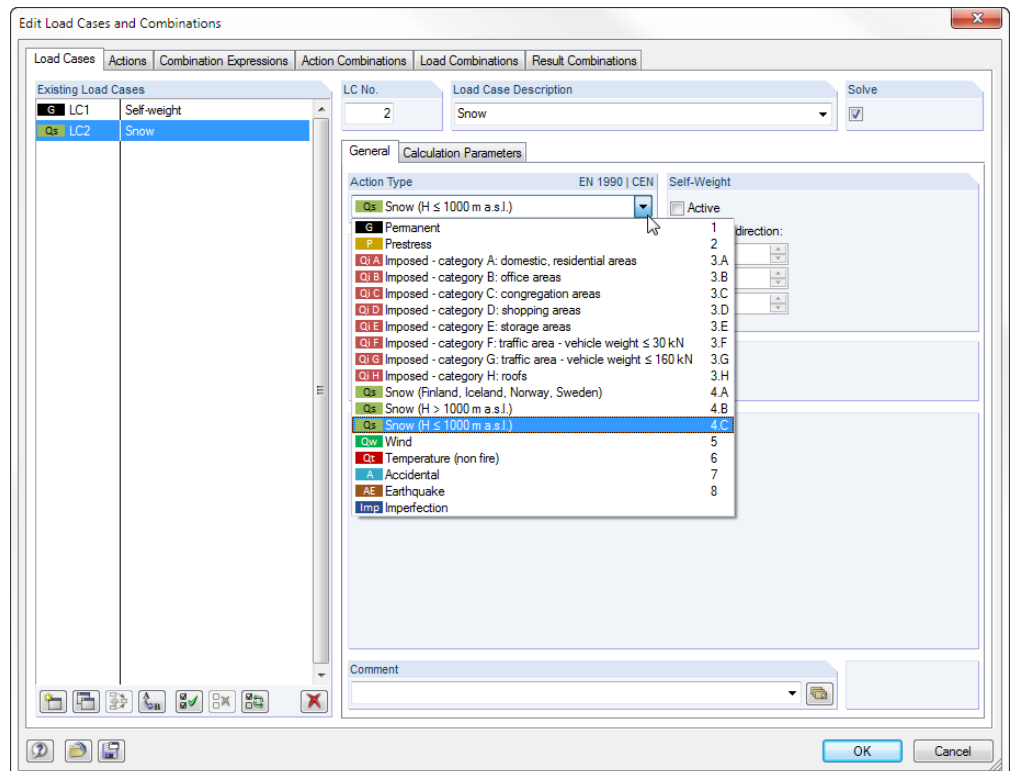 Edit Load Cases and Combinations
Load Cases Actions Combination Expressions Action Combinations Load Combinations Result Combinations
Existing Load Cases
G LC1 Self-weight
Qs LC2 Snow
LC No.
2
Load Case Description
Snow
Solve
General Calculation Parameters
Action Type EN 1990 | CEN
Qs Snow (H ≤ 1000 m a.s.l.)
Self-Weight
Active
direction:
G Permanent 1
P Prestress 2
Qi A Imposed - category A: domestic, residential areas 3.A
Qi B Imposed - category B: office areas 3.B
Qi C Imposed - category C: congregation areas 3.C
Qi D Imposed - category D: shopping areas 3.D
Qi E Imposed - category E: storage areas 3.E
Qi F Imposed - category F: traffic area - vehicle weight ≤ 30 kN 3.F
Qi G Imposed - category G: traffic area - vehicle weight ≤ 160 kN 3.G
Qi H Imposed - category H: roofs 3.H
Qs Snow (Finland, Iceland, Norway, Sweden) 4.A
Qs Snow (H > 1000 m a.s.l.) 4.B
Qs Snow (H ≤ 1000 m a.s.l.) 4.C
Qw Wind 5
Qt Temperature (non fire) 6
A Accidental 7
AE Earthquake 8
Imp Imperfection
Comment
OK Cancel